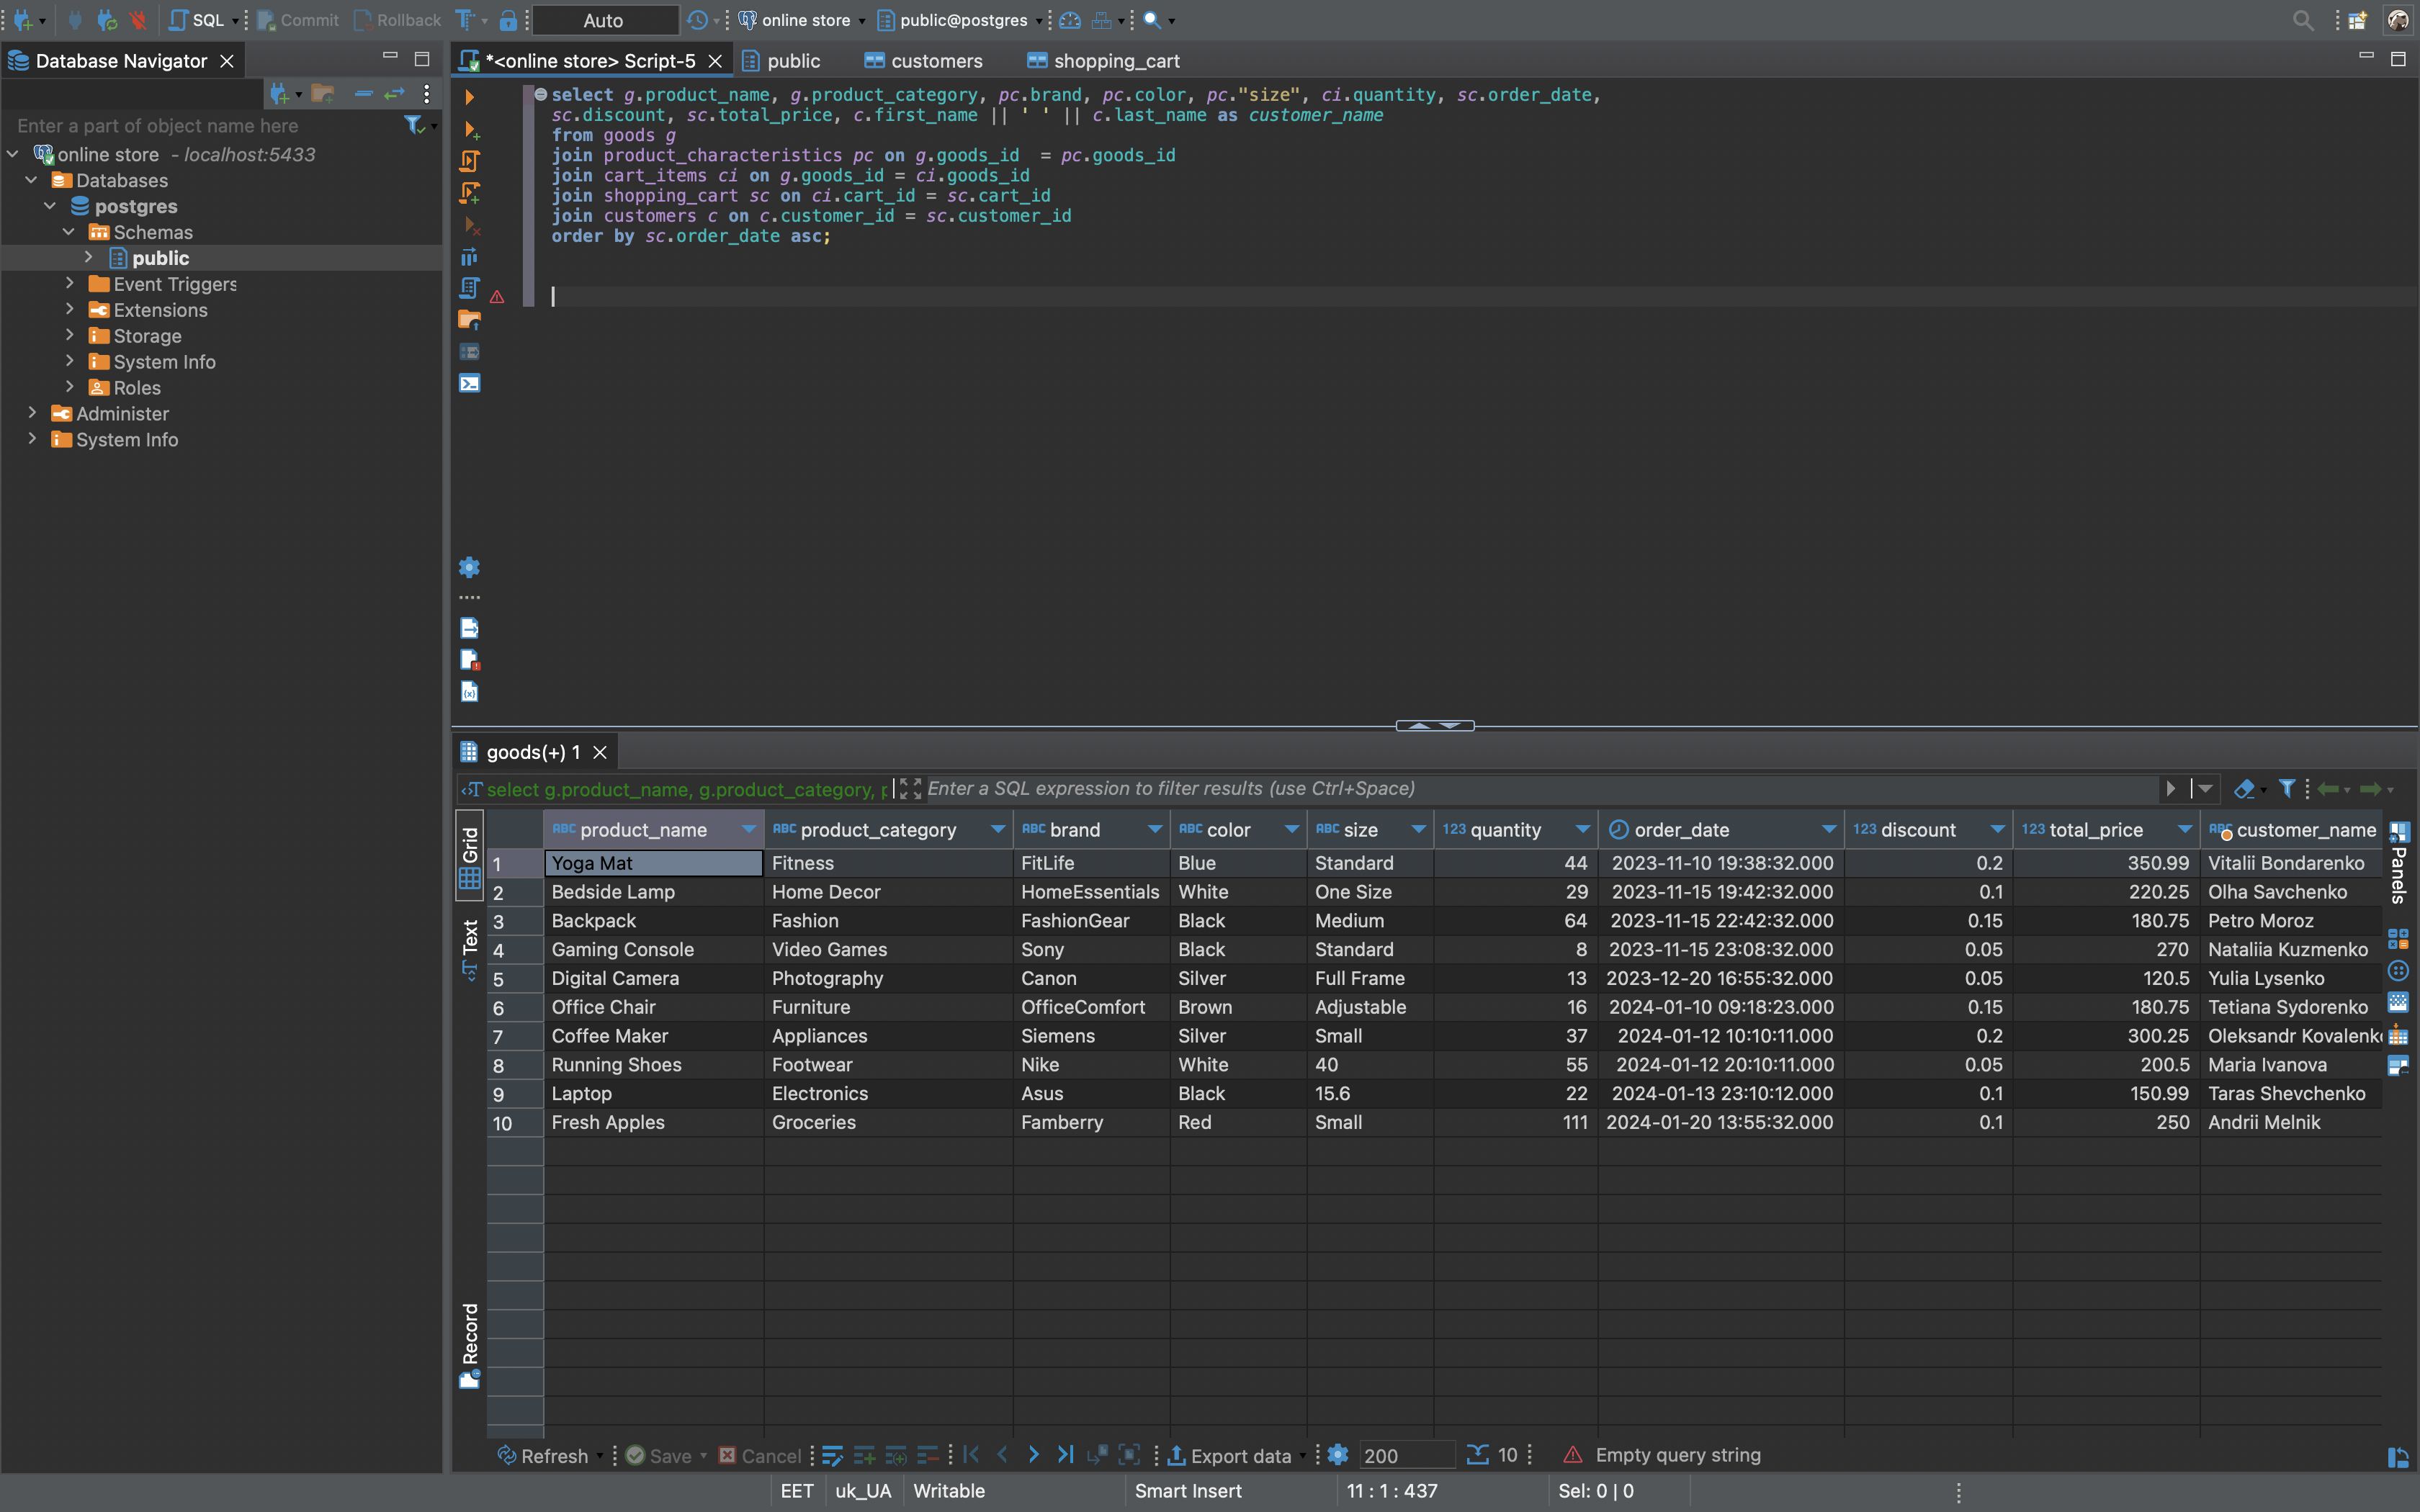 SQL Commit Rollback Auto online store public@postgres
Database Navigator
*<online store> Script-5 public customers shopping_cart
Enter a part of object name here
online store - localhost:5433
Databases
postgres
Schemas
public
Event Triggers
Extensions
Storage
System Info
Roles
Administer
System Info
select g.product_name, g.product_category, pc.brand, pc.color, pc."size", ci.quantity, sc.order_date,
sc.discount, sc.total_price, c.first_name || ' ' || c.last_name as customer_name
from goods g
join product_characteristics pc on g.goods_id = pc.goods_id
join cart_items ci on g.goods_id = ci.goods_id
join shopping_cart sc on ci.cart_id = sc.cart_id
join customers c on c.customer_id = sc.customer_id
order by sc.order_date asc;
goods(+) 1
select g.product_name, g.product_category, p Enter a SQL expression to filter results (use Ctrl+Space)
Grid
Text
Record
Panels
ABC product_name ABC product_category ABC brand ABC color ABC size 123 quantity order_date 123 discount 123 total_price ABC customer_name
1 Yoga Mat Fitness FitLife Blue Standard 44 2023-11-10 19:38:32.000 0.2 350.99 Vitalii Bondarenko
2 Bedside Lamp Home Decor HomeEssentials White One Size 29 2023-11-15 19:42:32.000 0.1 220.25 Olha Savchenko
3 Backpack Fashion FashionGear Black Medium 64 2023-11-15 22:42:32.000 0.15 180.75 Petro Moroz
4 Gaming Console Video Games Sony Black Standard 8 2023-11-15 23:08:32.000 0.05 270 Nataliia Kuzmenko
5 Digital Camera Photography Canon Silver Full Frame 13 2023-12-20 16:55:32.000 0.05 120.5 Yulia Lysenko
6 Office Chair Furniture OfficeComfort Brown Adjustable 16 2024-01-10 09:18:23.000 0.15 180.75 Tetiana Sydorenko
7 Coffee Maker Appliances Siemens Silver Small 37 2024-01-12 10:10:11.000 0.2 300.25 Oleksandr Kovalenk
8 Running Shoes Footwear Nike White 40 55 2024-01-12 20:10:11.000 0.05 200.5 Maria Ivanova
9 Laptop Electronics Asus Black 15.6 22 2024-01-13 23:10:12.000 0.1 150.99 Taras Shevchenko
10 Fresh Apples Groceries Famberry Red Small 111 2024-01-20 13:55:32.000 0.1 250 Andrii Melnik
Refresh Save Cancel Export data 200 10 Empty query string
EET uk_UA Writable Smart Insert 11 : 1 : 437 Sel: 0 | 0